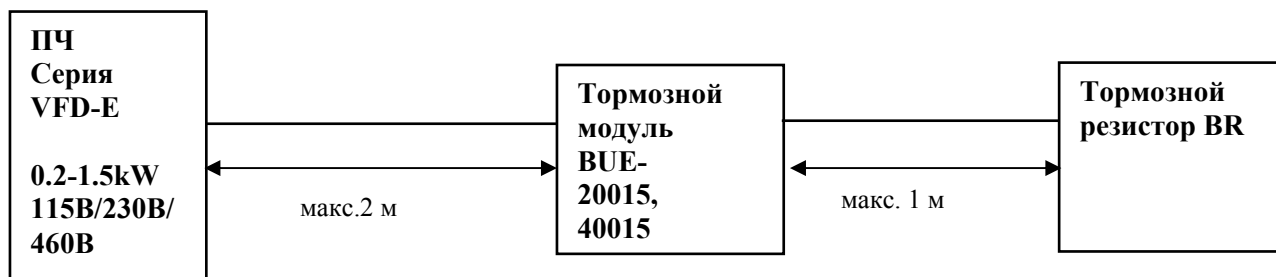 ПЧ
Серия
VFD-E
0.2-1.5kW
115В/230В/
460В
макс.2 м
Тормозной
модуль
BUE-
20015,
40015
макс. 1 м
Тормозной
резистор BR